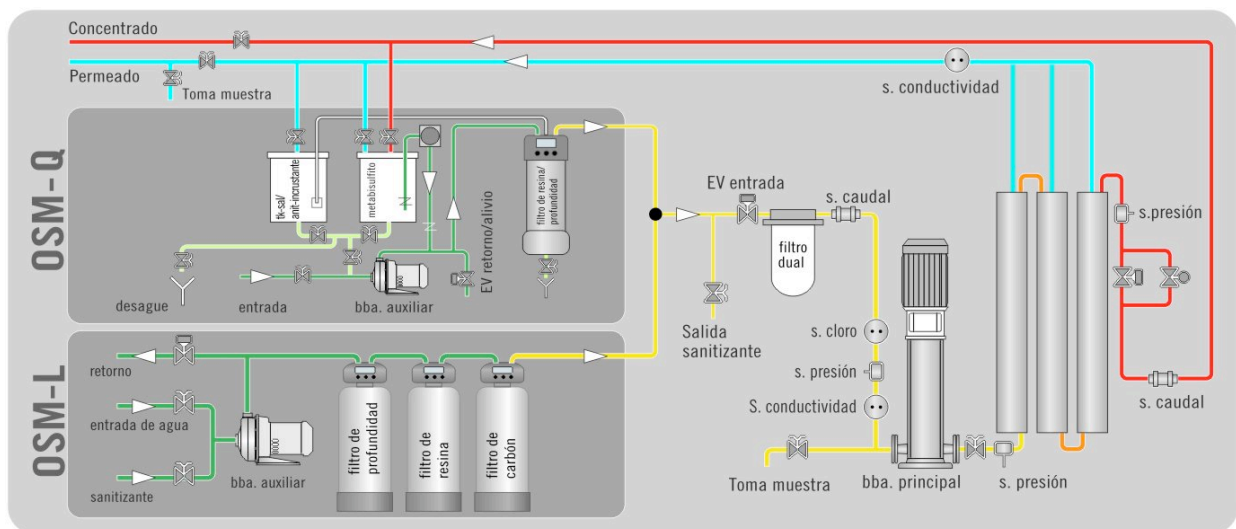 Concentrado
Permeado
Toma muestra
s. conductividad
OSM-Q
tk-sal/
anit-incrustante
metabisulfito
filtro de resina/
profundidad
EV retorno/alivio
desague
entrada
bba. auxiliar
EV entrada
s. caudal
filtro
dual
s.presión
Salida
sanitizante
s. cloro
s. presión
S. conductividad
s. caudal
Toma muestra
bba. principal
s. presión
OSM-L
retorno
entrada de agua
sanitizante
bba. auxiliar
filtro de
profundidad
filtro de
resina
filtro de
carbón